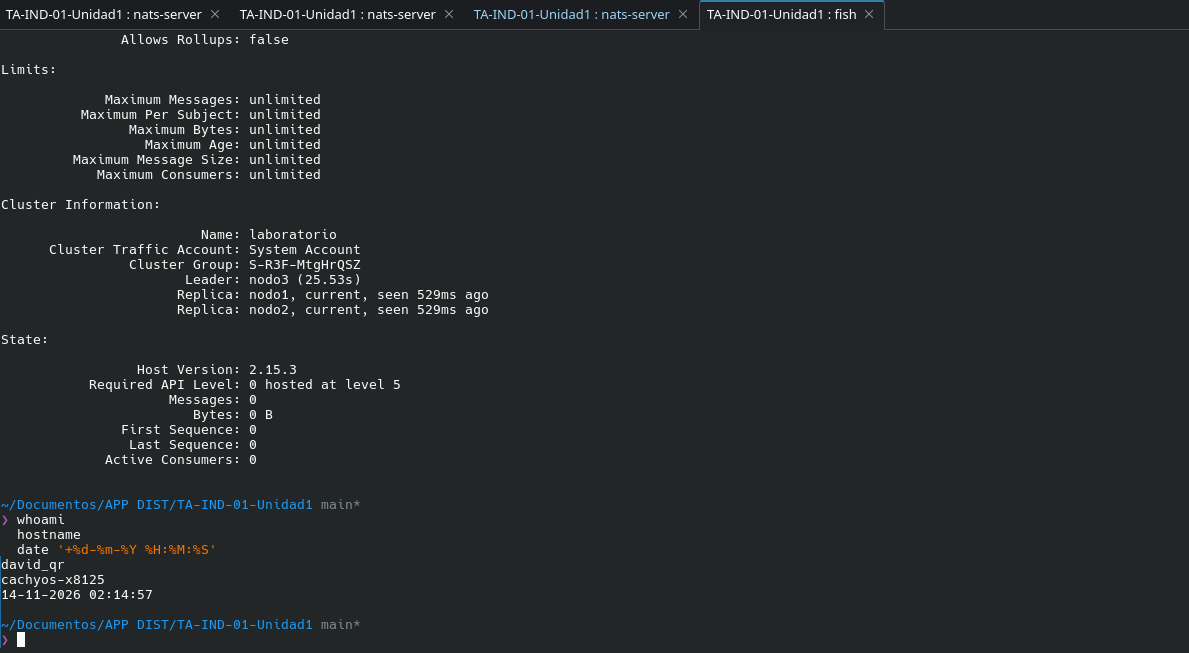 TA-IND-01-Unidad1 : nats-server × TA-IND-01-Unidad1 : nats-server × TA-IND-01-Unidad1 : nats-server × TA-IND-01-Unidad1 : fish ×
Allows Rollups: false
Limits:
Maximum Messages: unlimited
Maximum Per Subject: unlimited
Maximum Bytes: unlimited
Maximum Age: unlimited
Maximum Message Size: unlimited
Maximum Consumers: unlimited
Cluster Information:
Name: laboratorio
Cluster Traffic Account: System Account
Cluster Group: S-R3F-MtgHrQSZ
Leader: nodo3 (25.53s)
Replica: nodo1, current, seen 529ms ago
Replica: nodo2, current, seen 529ms ago
State:
Host Version: 2.15.3
Required API Level: 0 hosted at level 5
Messages: 0
Bytes: 0 B
First Sequence: 0
Last Sequence: 0
Active Consumers: 0
~/Documentos/APP DIST/TA-IND-01-Unidad1 main*
❯ whoami
hostname
date '+%d-%m-%Y %H:%M:%S'
david_qr
cachyos-x8125
14-11-2026 02:14:57
~/Documentos/APP DIST/TA-IND-01-Unidad1 main*
❯